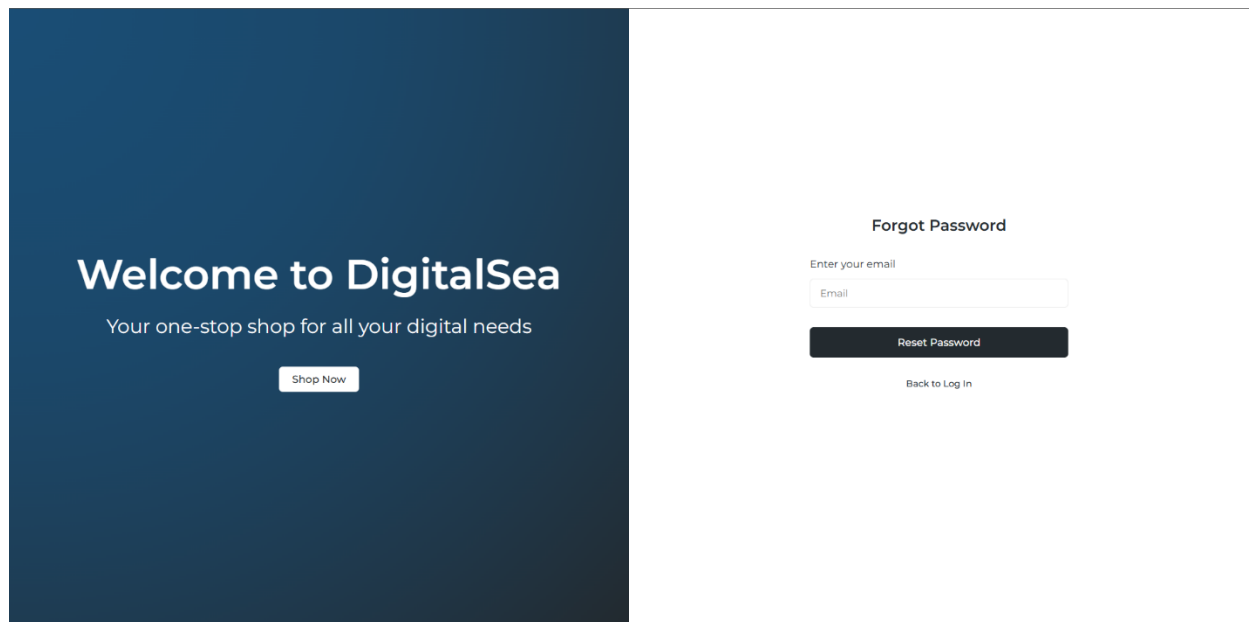 Welcome to DigitalSea
Your one-stop shop for all your digital needs
Shop Now
Forgot Password
Enter your email
Email
Reset Password
Back to Log In